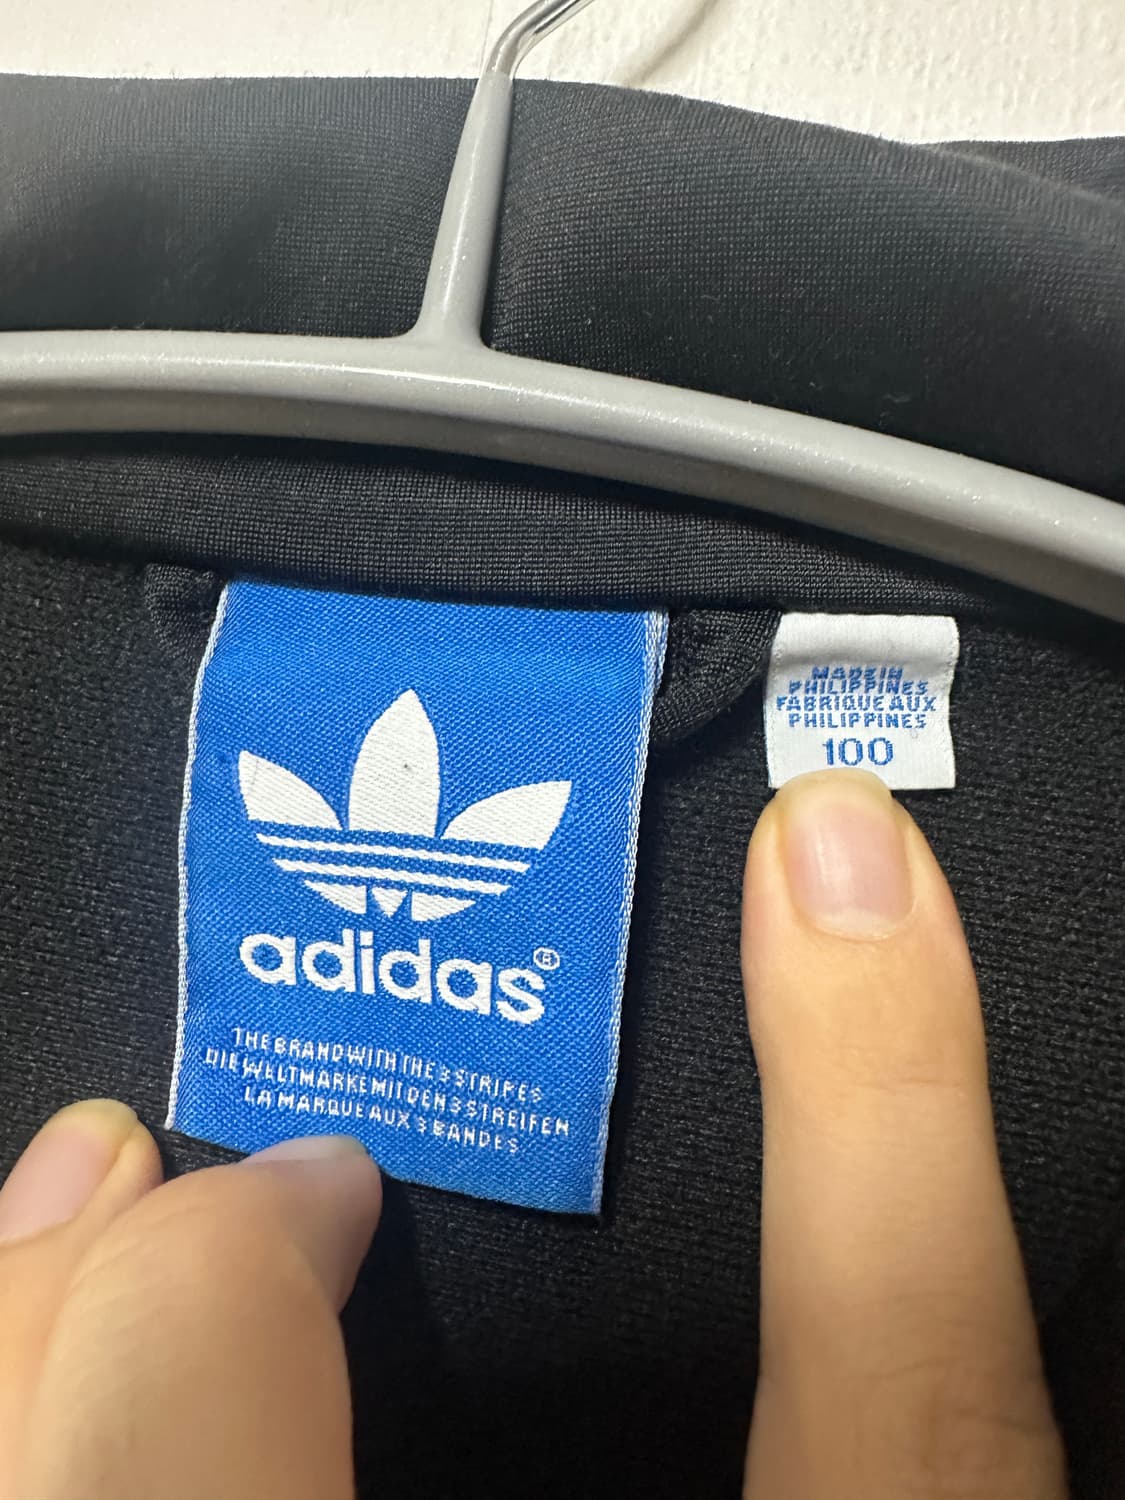 adidas®
THE BRAND WITH THE 3 STRIPES
DIE WELTMARKE MIT DEN 3 STREIFEN
LA MARQUE AUX 3 BANDES
MADE IN
PHILIPPINES
FABRIQUE AUX
PHILIPPINES
100